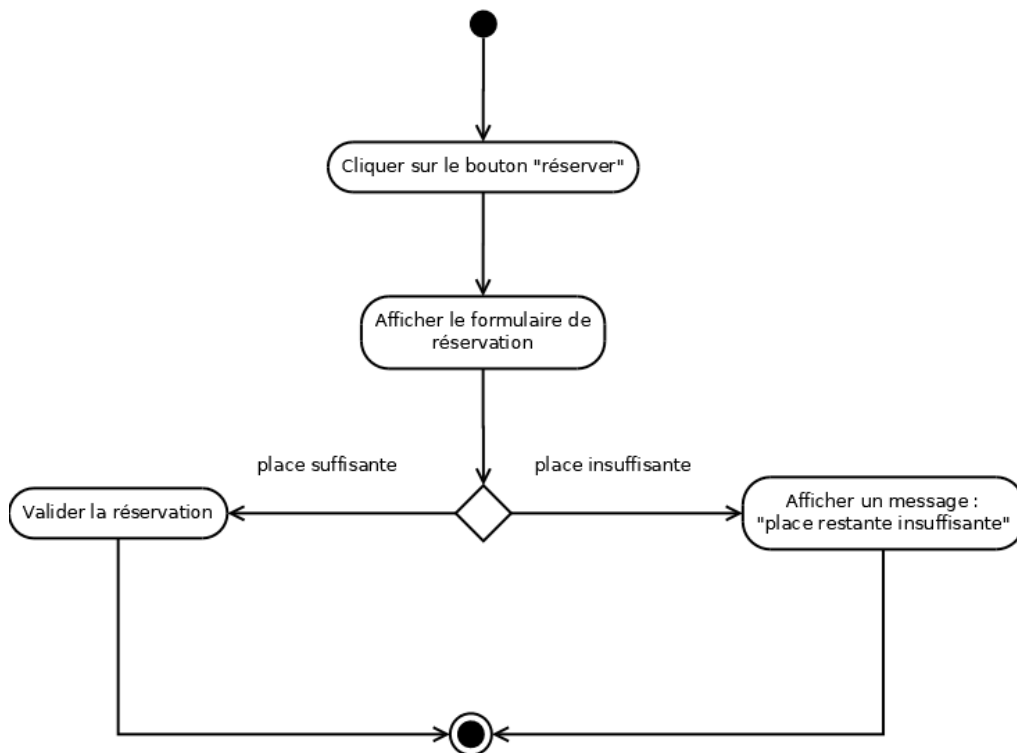 Cliquer sur le bouton "réserver"
Afficher le formulaire de
réservation
place suffisante
place insuffisante
Valider la réservation
Afficher un message :
"place restante insuffisante"